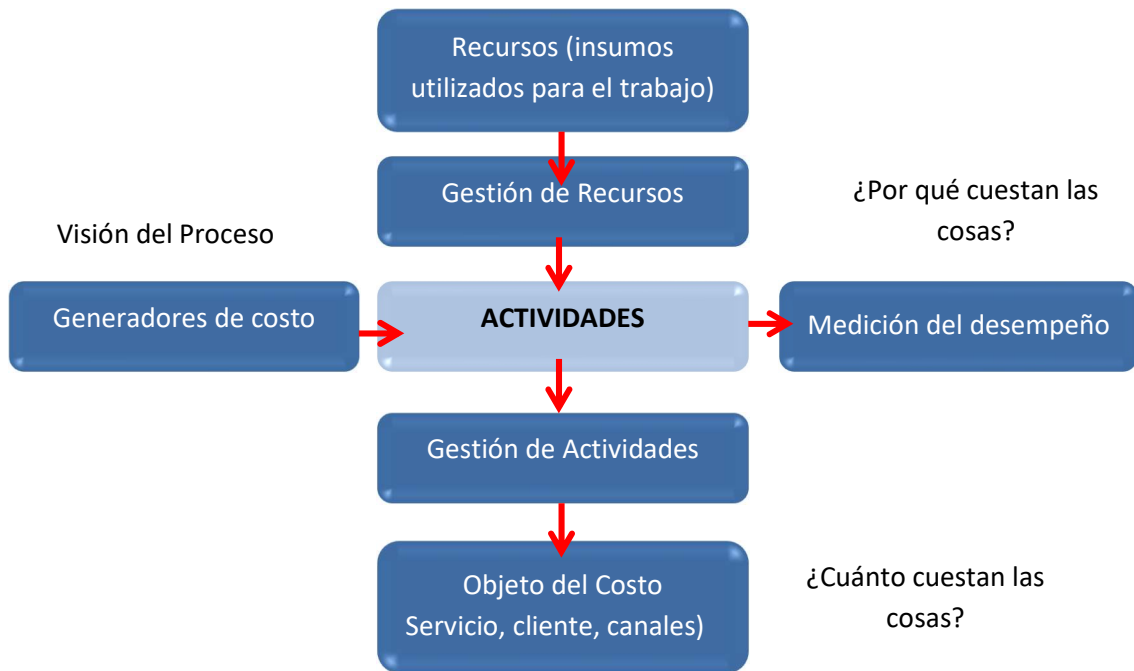 Recursos (insumos
utilizados para el trabajo)
Gestión de Recursos
¿Por qué cuestan las
cosas?
Visión del Proceso
Generadores de costo
ACTIVIDADES
Medición del desempeño
Gestión de Actividades
Objeto del Costo
Servicio, cliente, canales)
¿Cuánto cuestan las
cosas?